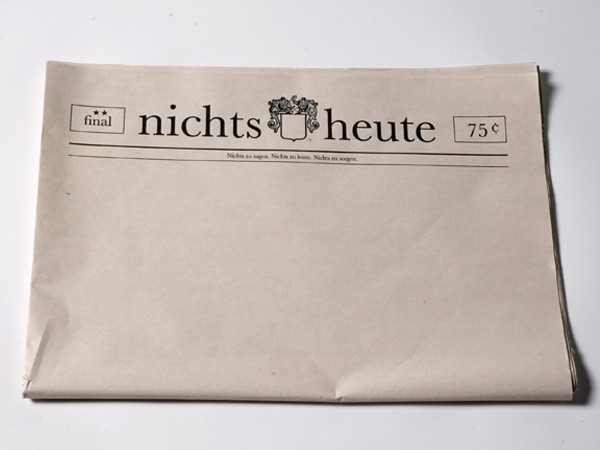 ★★
final
nichts heute
75¢
Nichts zu sagen. Nichts zu lesen. Nichts zu sorgen.